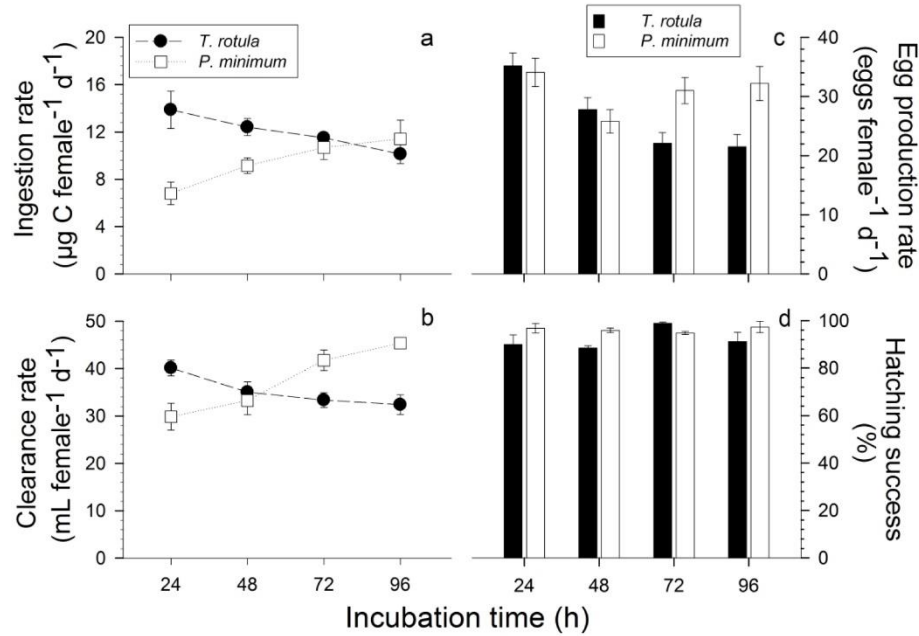 T. rotula
P. minimum
a
20
16
12
8
4
0
Ingestion rate
(µg C female⁻¹ d⁻¹)
T. rotula
P. minimum
c
40
30
20
10
0
Egg production rate
(eggs female⁻¹ d⁻¹)
b
50
40
30
20
10
0
Clearance rate
(mL female⁻¹ d⁻¹)
24 48 72 96
d
100
80
60
40
20
0
Hatching success
(%)
24 48 72 96
Incubation time (h)